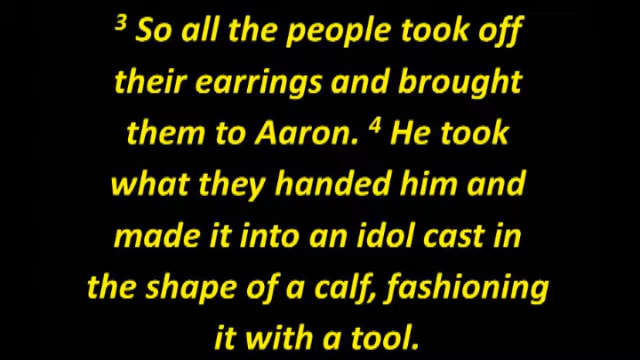 ³ So all the people took off
their earrings and brought
them to Aaron. ⁴ He took
what they handed him and
made it into an idol cast in
the shape of a calf, fashioning
it with a tool.